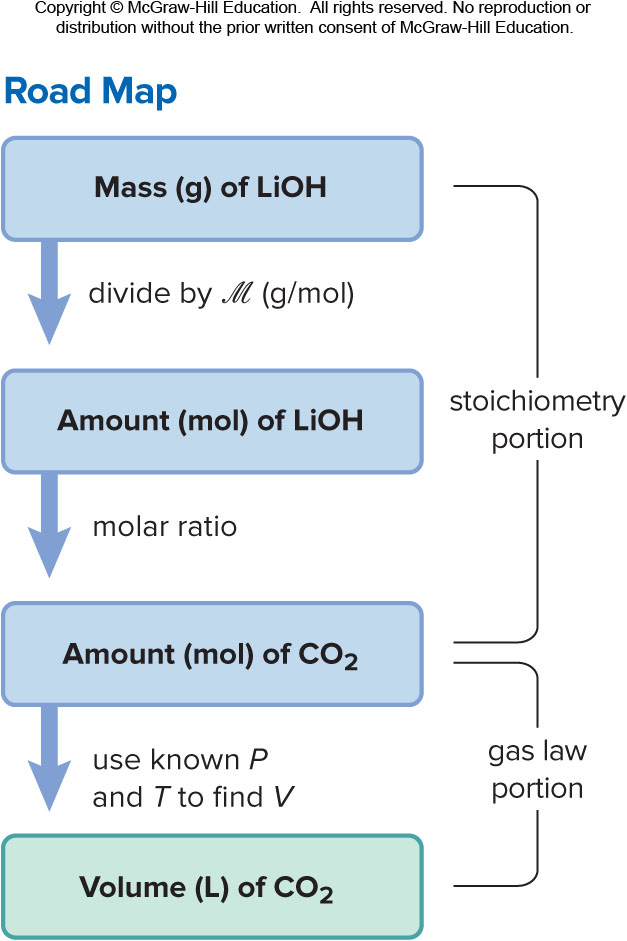 Copyright © McGraw-Hill Education.  All rights reserved. No reproduction or
distribution without the prior written consent of McGraw-Hill Education.
Road Map
Mass (g) of LiOH
divide by ℳ (g/mol)
Amount (mol) of LiOH
stoichiometry
portion
molar ratio
Amount (mol) of CO₂
use known P
and T to find V
gas law
portion
Volume (L) of CO₂